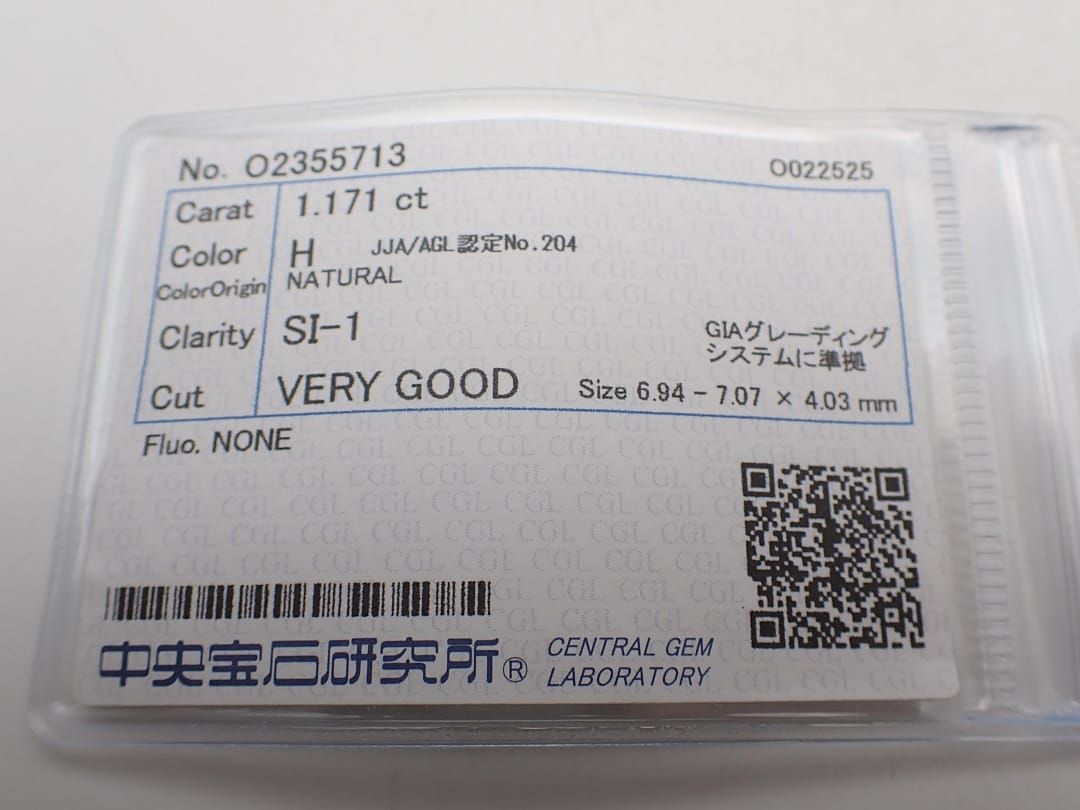 No. O2355713 O022525
Carat 1.171 ct
Color H JJA/AGL認定No.204
ColorOrigin NATURAL
Clarity SI-1 GIAグレーディング
システムに準拠
Cut VERY GOOD Size 6.94 - 7.07 × 4.03 mm
Fluo. NONE
中央宝石研究所® CENTRAL GEM
LABORATORY